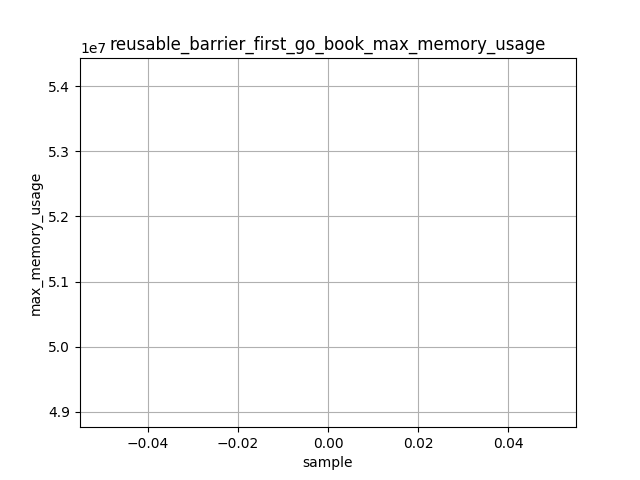 reusable_barrier_first_go_book_max_memory_usage
1e7
5.4
5.3
5.2
5.1
5.0
4.9
max_memory_usage
−0.04 −0.02 0.00 0.02 0.04
sample